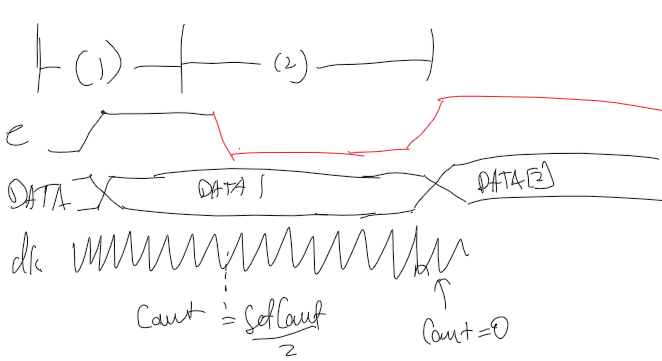 (1) (2)
e
DATA DATA 1 DATA[2]
clk
Count = SetCount/2
Count=0